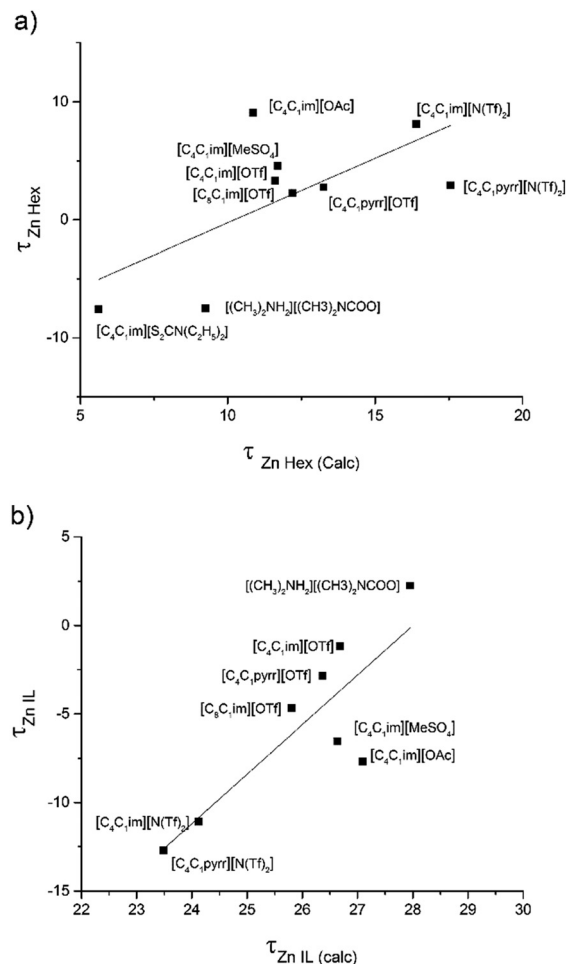 a)
10
0
-10
τ Zn Hex
[C₄C₁im][OAc]
[C₄C₁im][N(Tf)₂]
[C₄C₁im][MeSO₄]
[C₄C₁im][OTf]
[C₈C₁im][OTf]
[C₄C₁pyrr][OTf]
[C₄C₁pyrr][N(Tf)₂]
[(CH₃)₂NH₂][(CH3)₂NCOO]
[C₄C₁im][S₂CN(C₂H₅)₂]
5 10 15 20
τ Zn Hex (Calc)
b)
5
0
-5
-10
-15
τ Zn IL
[(CH₃)₂NH₂][(CH3)₂NCOO]
[C₄C₁im][OTf]
[C₄C₁pyrr][OTf]
[C₈C₁im][OTf]
[C₄C₁im][MeSO₄]
[C₄C₁im][OAc]
[C₄C₁im][N(Tf)₂]
[C₄C₁pyrr][N(Tf)₂]
22 23 24 25 26 27 28 29 30
τ Zn IL (calc)